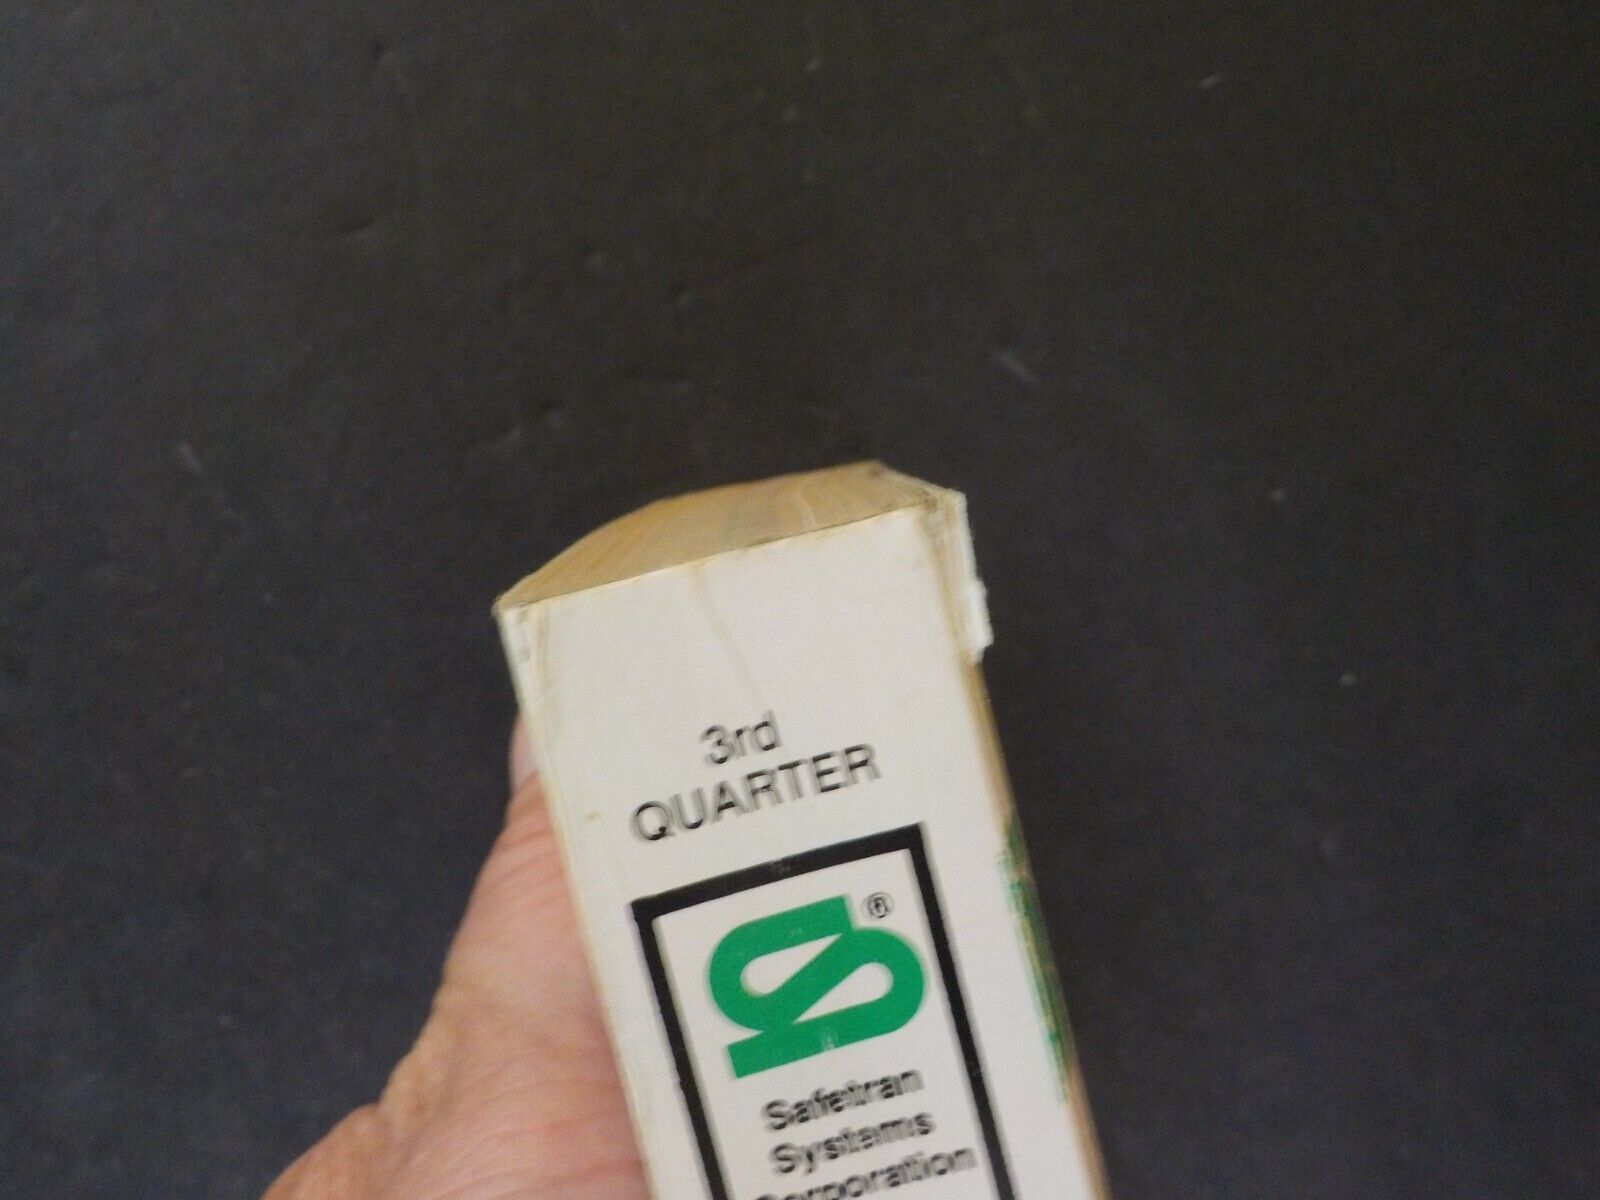 3rd
QUARTER
®
Safetran
Systems
Corporation